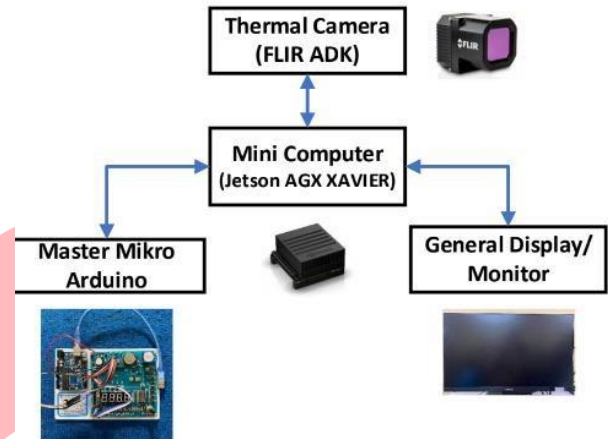 Thermal Camera
(FLIR ADK)
FLIR
Mini Computer
(Jetson AGX XAVIER)
Master Mikro
Arduino
General Display/
Monitor